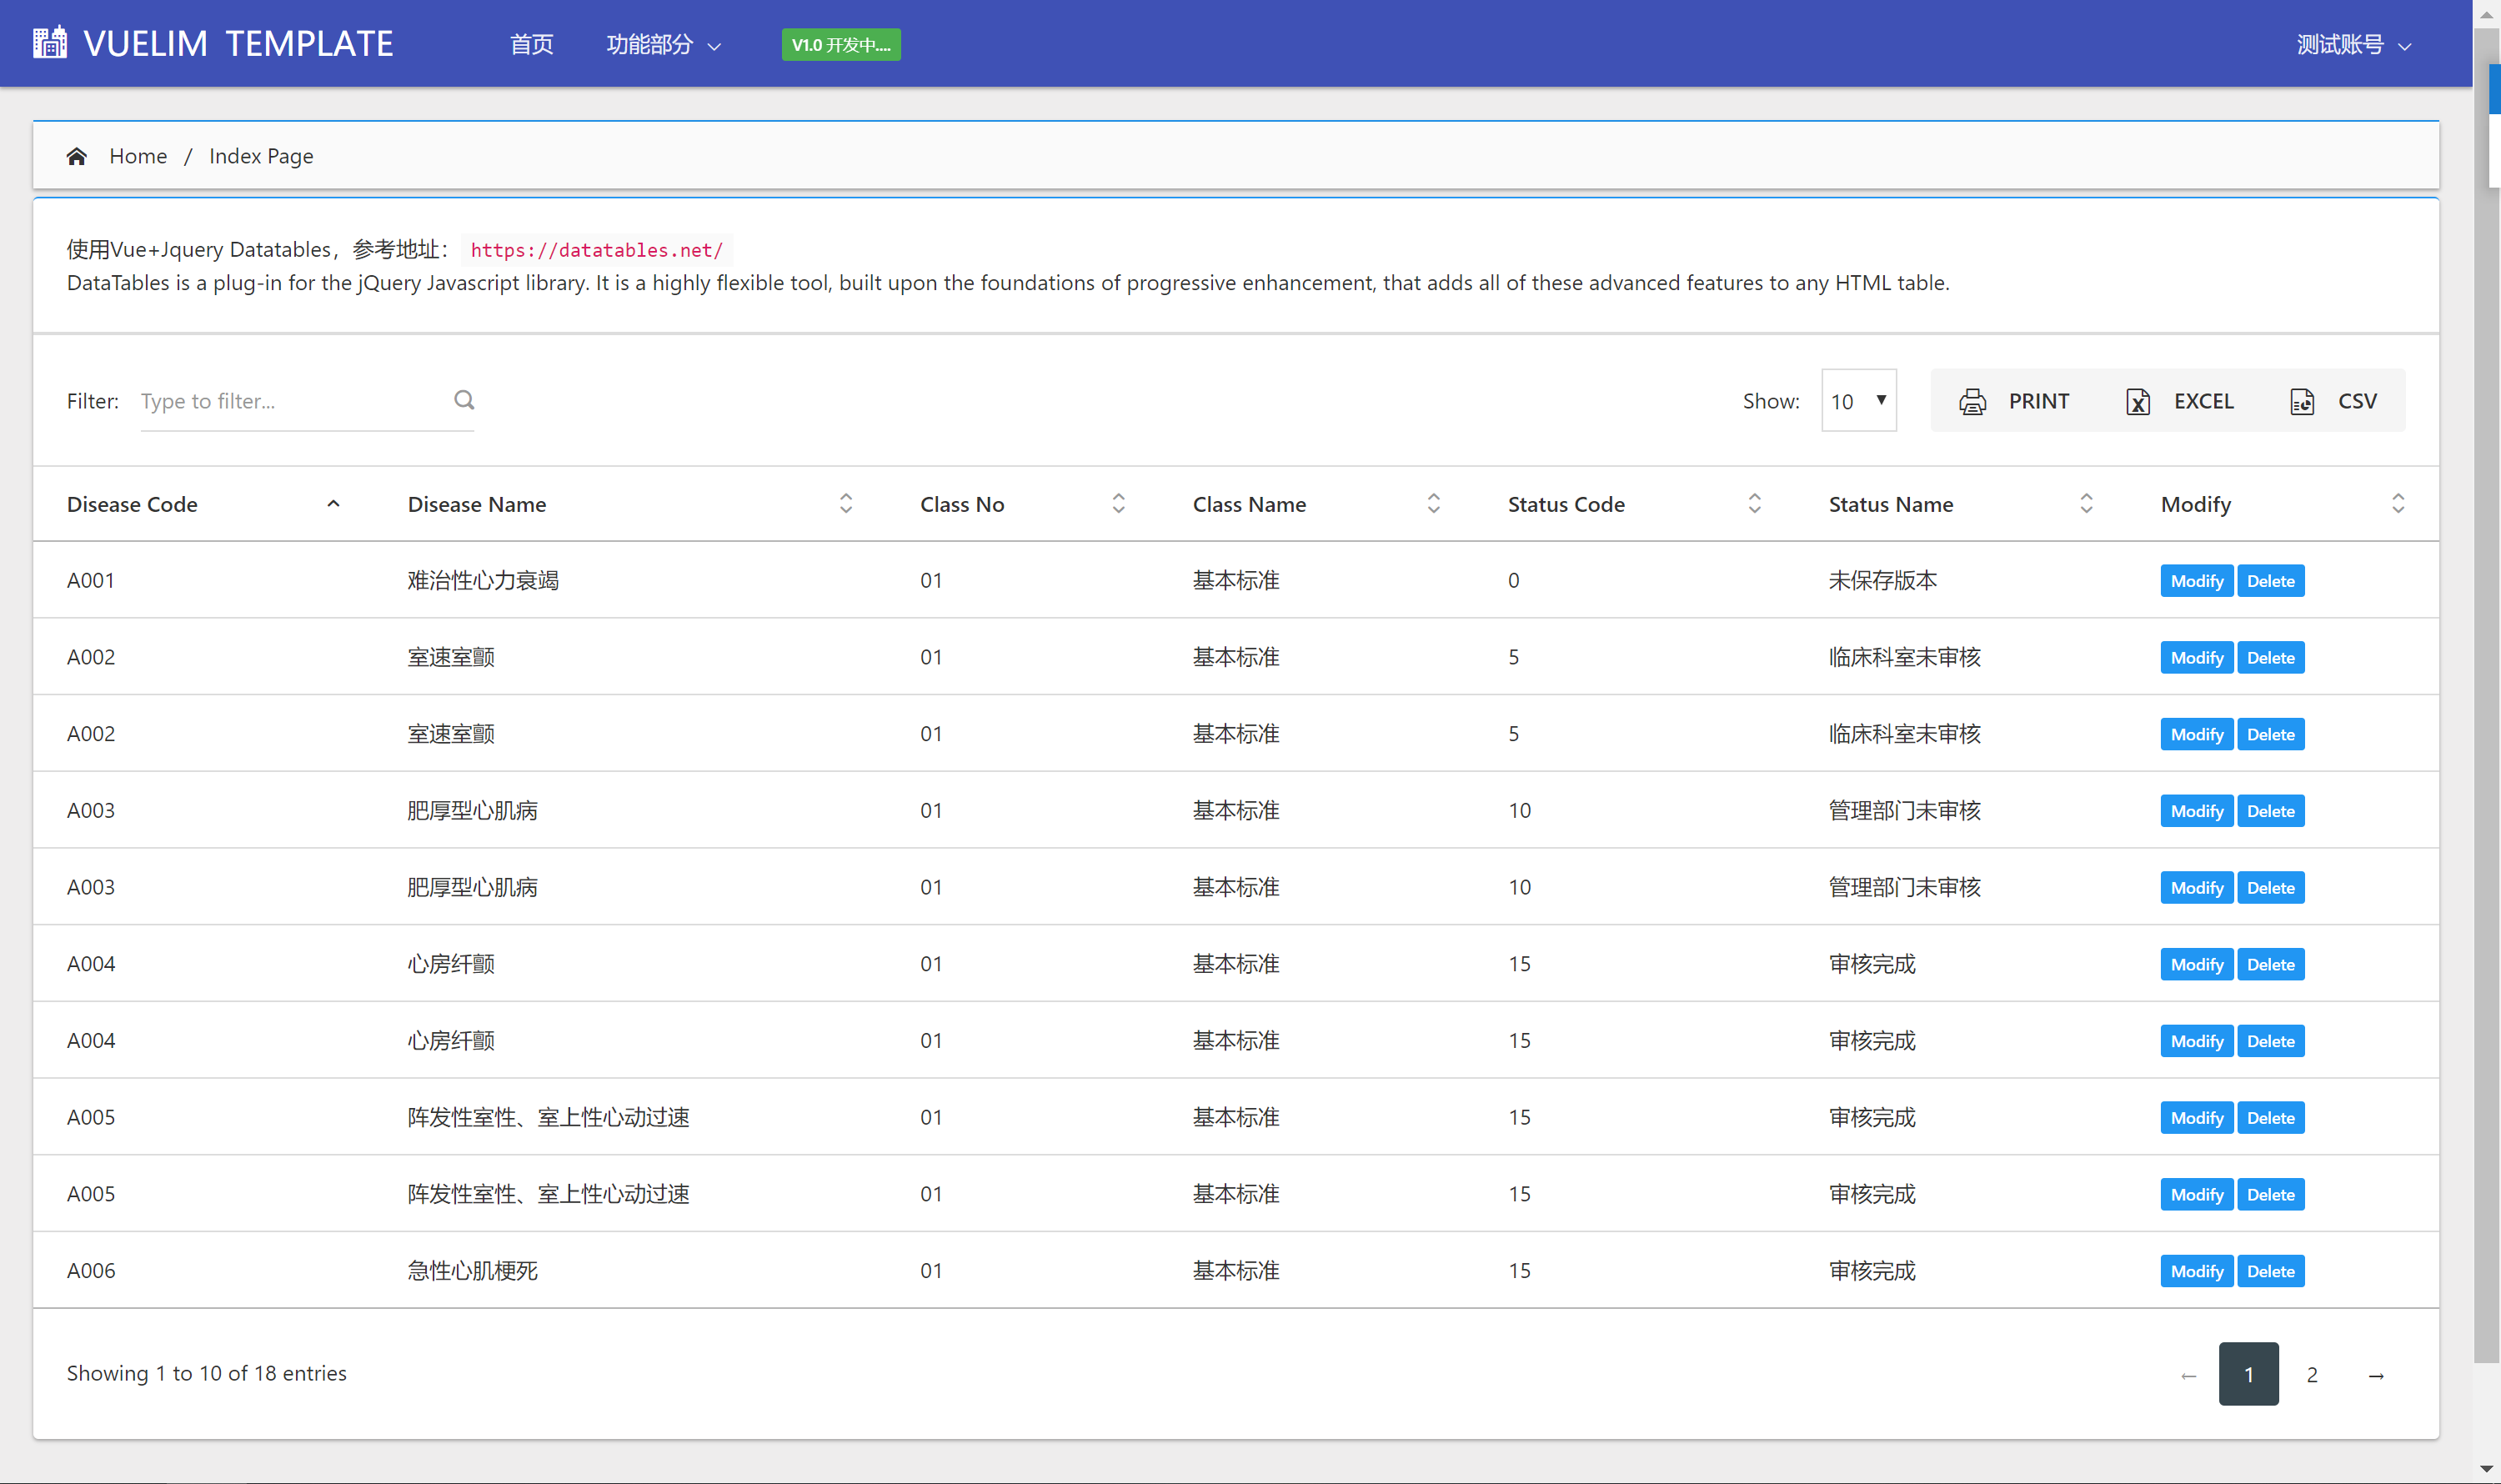 VUELIM TEMPLATE 首页 功能部分 V1.0 开发中.... 测试账号
Home / Index Page
使用Vue+Jquery Datatables，参考地址： https://datatables.net/
DataTables is a plug-in for the jQuery Javascript library. It is a highly flexible tool, built upon the foundations of progressive enhancement, that adds all of these advanced features to any HTML table.
Filter: Type to filter... Show: 10 PRINT EXCEL CSV
Disease Code Disease Name Class No Class Name Status Code Status Name Modify
A001 难治性心力衰竭 01 基本标准 0 未保存版本 Modify Delete
A002 室速室颤 01 基本标准 5 临床科室未审核 Modify Delete
A002 室速室颤 01 基本标准 5 临床科室未审核 Modify Delete
A003 肥厚型心肌病 01 基本标准 10 管理部门未审核 Modify Delete
A003 肥厚型心肌病 01 基本标准 10 管理部门未审核 Modify Delete
A004 心房纤颤 01 基本标准 15 审核完成 Modify Delete
A004 心房纤颤 01 基本标准 15 审核完成 Modify Delete
A005 阵发性室性、室上性心动过速 01 基本标准 15 审核完成 Modify Delete
A005 阵发性室性、室上性心动过速 01 基本标准 15 审核完成 Modify Delete
A006 急性心肌梗死 01 基本标准 15 审核完成 Modify Delete
Showing 1 to 10 of 18 entries ← 1 2 →